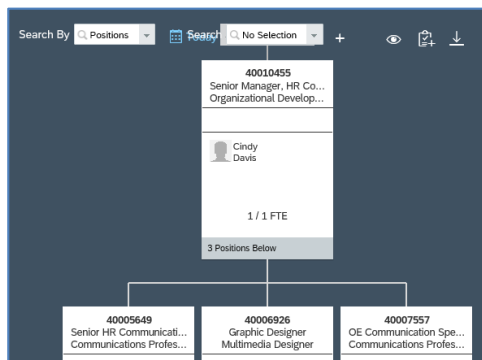 Search By Positions Today Search No Selection
40010455
Senior Manager, HR Co...
Organizational Develop...
Cindy
Davis
1 / 1 FTE
3 Positions Below
40005649
Senior HR Communicati...
Communications Profes...
40006926
Graphic Designer
Multimedia Designer
40007557
OE Communication Spe...
Communications Profes...